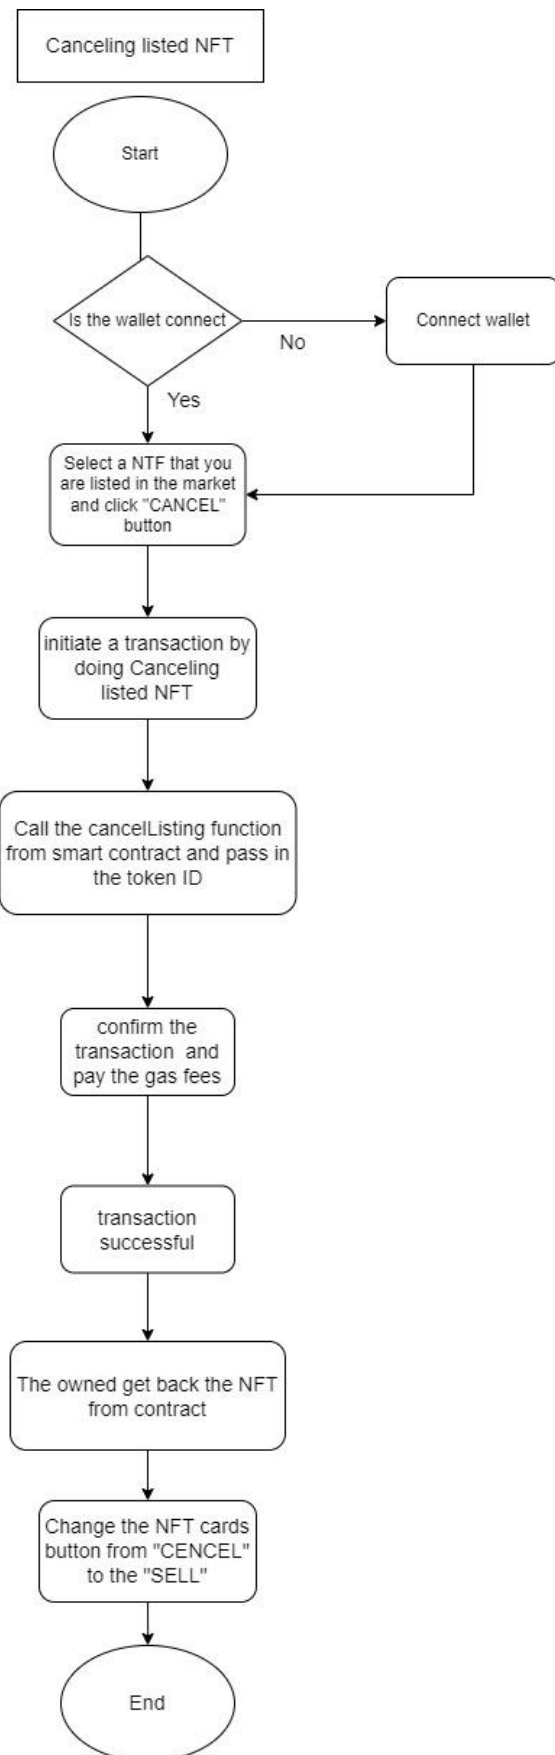 Canceling listed NFT
Start
Is the wallet connect
No
Connect wallet
Yes
Select a NTF that you
are listed in the market
and click "CANCEL"
button
initiate a transaction by
doing Canceling
listed NFT
Call the cancelListing function
from smart contract and pass in
the token ID
confirm the
transaction and
pay the gas fees
transaction
successful
The owned get back the NFT
from contract
Change the NFT cards
button from "CENCEL"
to the "SELL"
End